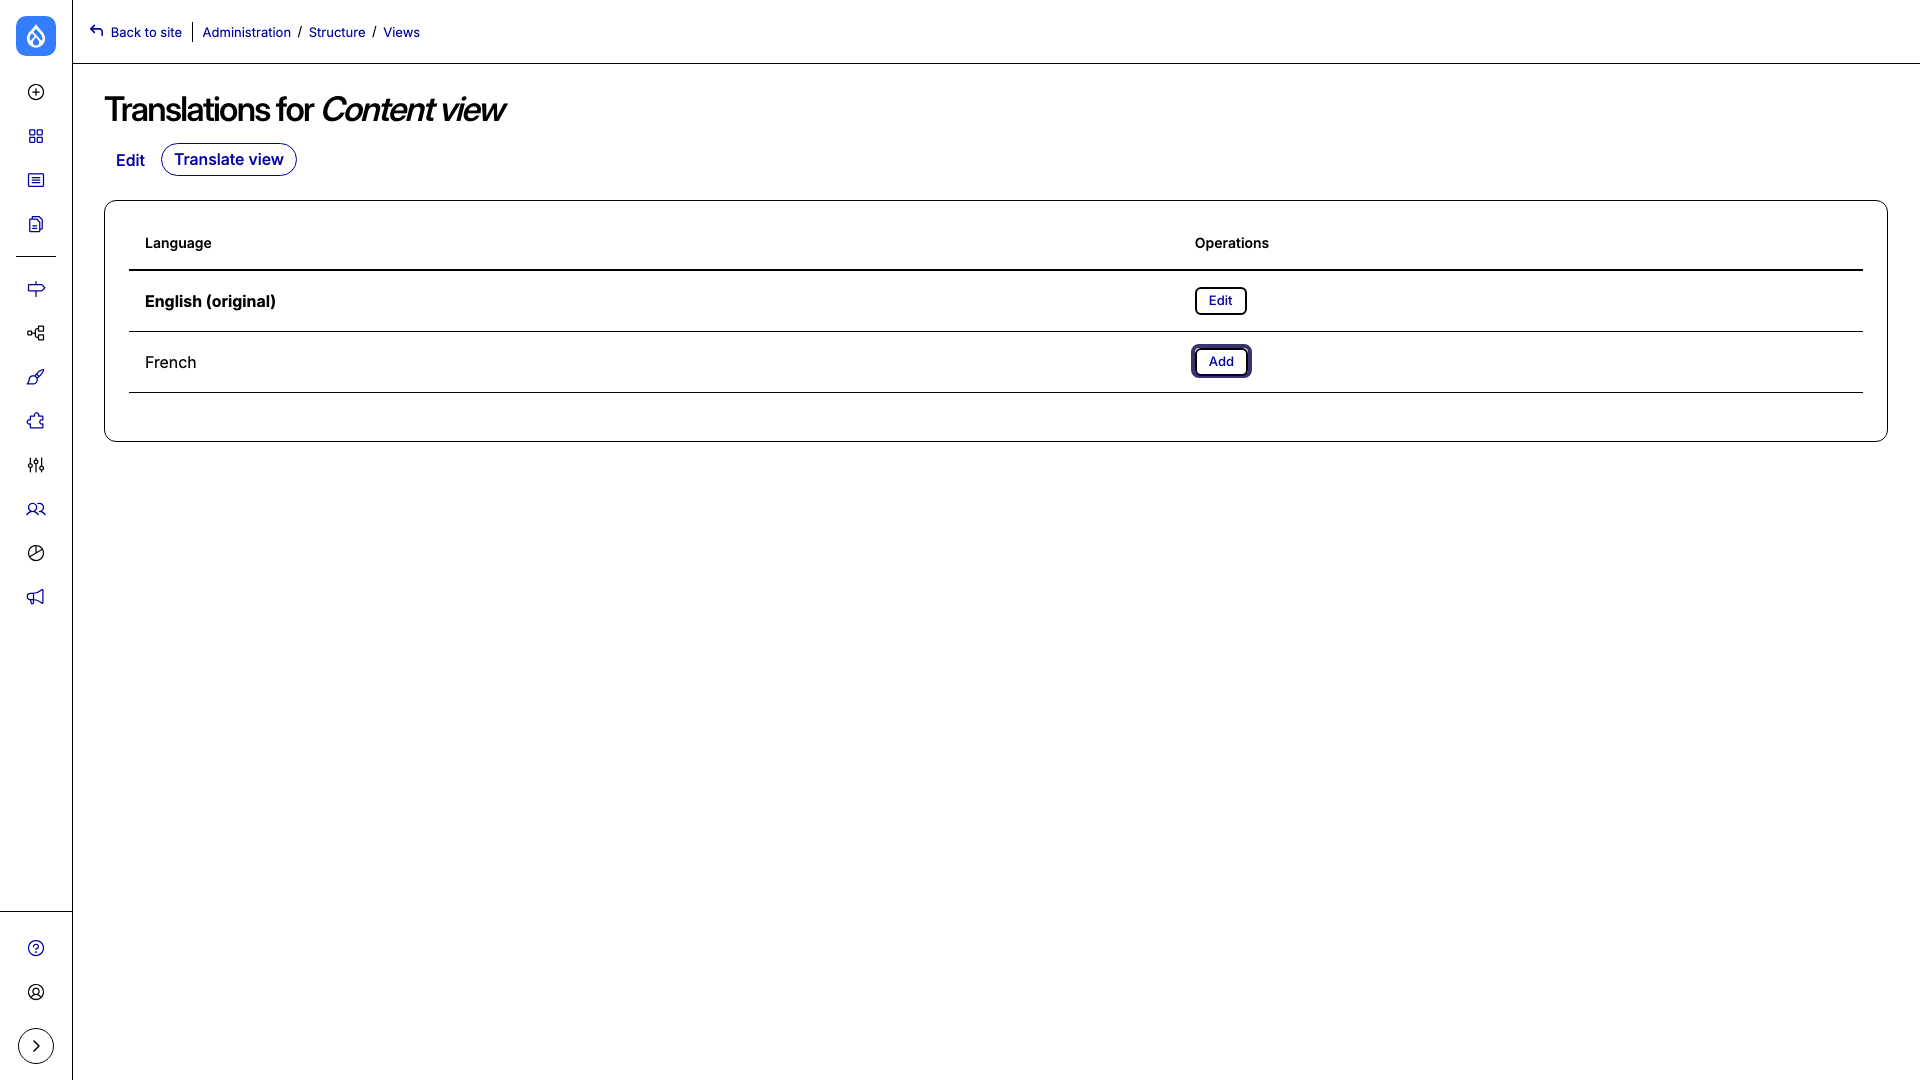 Back to site
Administration / Structure / Views
Translations for Content view
Edit
Translate view
Language Operations
English (original) Edit
French Add